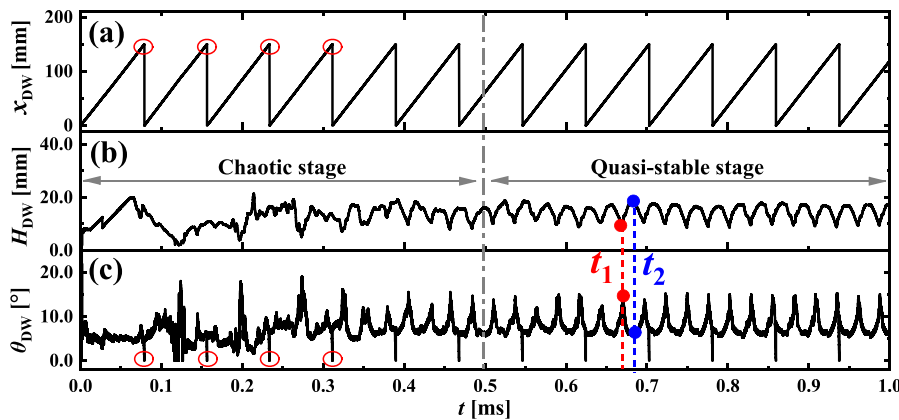 (a)
x_DW [mm]
200
100
0
(b)
Chaotic stage
Quasi-stable stage
H_DW [mm]
40.0
20.0
0.0
(c)
t_1
t_2
θ_DW [°]
20.0
10.0
0.0
0.0 0.1 0.2 0.3 0.4 0.5 0.6 0.7 0.8 0.9 1.0
t [ms]